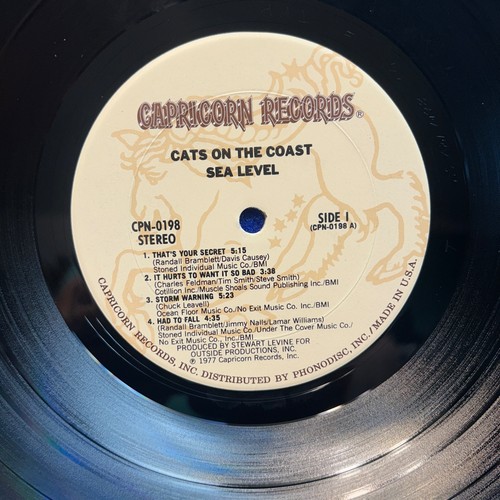 CAPRICORN RECORDS®
CATS ON THE COAST
SEA LEVEL
CPN-0198
STEREO
SIDE 1
(CPN-0198 A)
1. THAT'S YOUR SECRET 5:15
(Randall Bramblett/Davis Causey)
Stoned Individual Music Co./BMI
2. IT HURTS TO WANT IT SO BAD 3:38
(Charles Feldman/Tim Smith/Steve Smith)
Cotillion Inc./Muscle Shoals Sound Publishing Inc./BMI
3. STORM WARNING 5:23
(Chuck Leavell)
Ocean Floor Music Co./No Exit Music Co. Inc./BMI
4. HAD TO FALL 4:35
(Randall Bramblett/Jimmy Nalls/Lamar Williams)
Stoned Individual Music Co./Under The Cover Music Co./
No Exit Music Co., Inc./BMI
PRODUCED BY STEWART LEVINE FOR
OUTSIDE PRODUCTIONS, INC.
℗ 1977 Capricorn Records, Inc.
CAPRICORN RECORDS, INC. DISTRIBUTED BY PHONODISC, INC./MADE IN U.S.A.